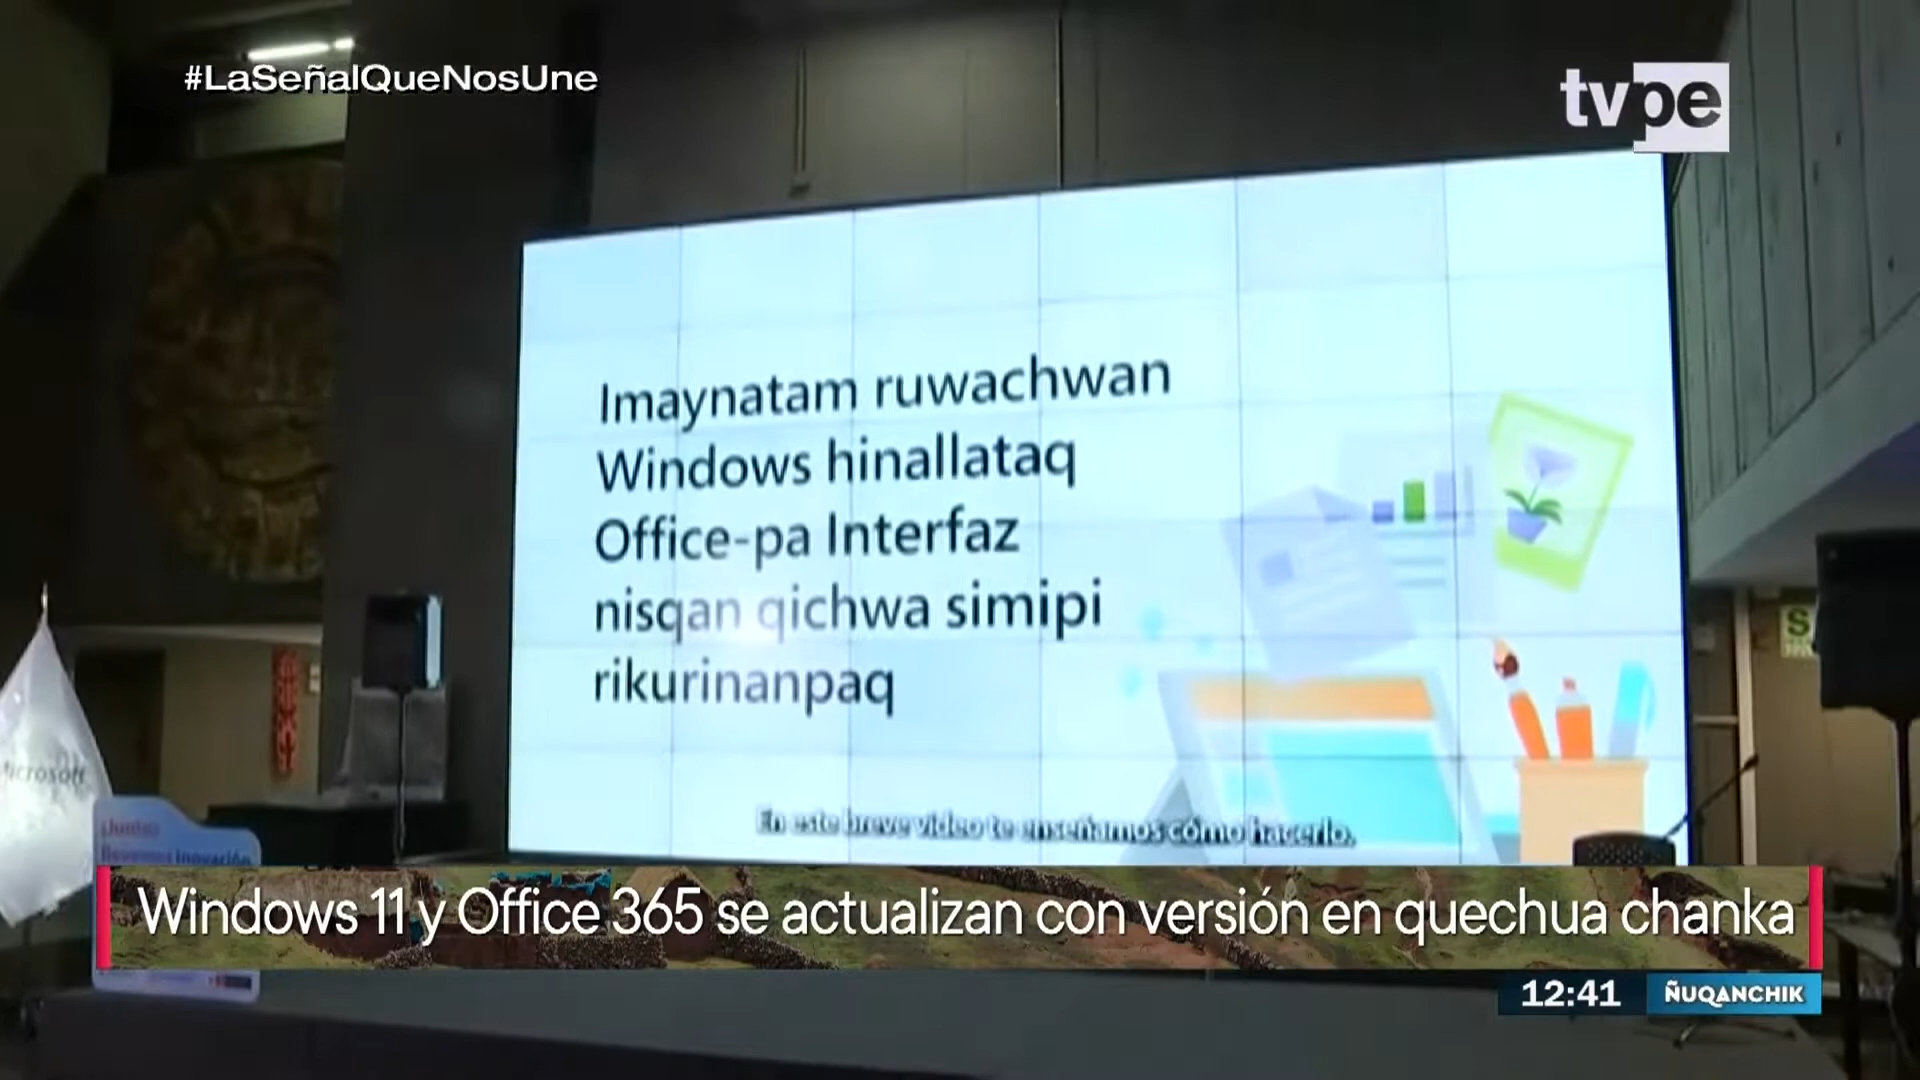 #LaSeñalQueNosUne
tvpe
Imaynatam ruwachwan
Windows hinallataq
Office-pa Interfaz
nisqan qichwa simipi
rikurinanpaq
En este breve video te enseñamos cómo hacerlo.
Microsoft
Windows 11 y Office 365 se actualizan con versión en quechua chanka
12:41 ÑUQANCHIK